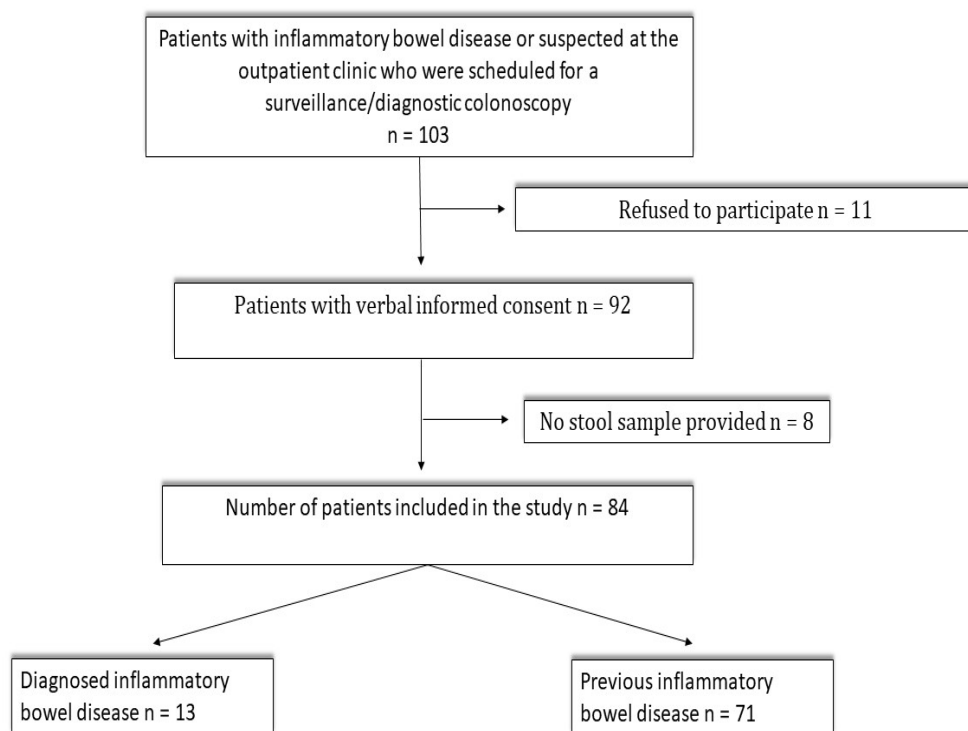 Patients with inflammatory bowel disease or suspected at the
outpatient clinic who were scheduled for a
surveillance/diagnostic colonoscopy
n = 103
Refused to participate n = 11
Patients with verbal informed consent n = 92
No stool sample provided n = 8
Number of patients included in the study n = 84
Diagnosed inflammatory
bowel disease n = 13
Previous inflammatory
bowel disease n = 71